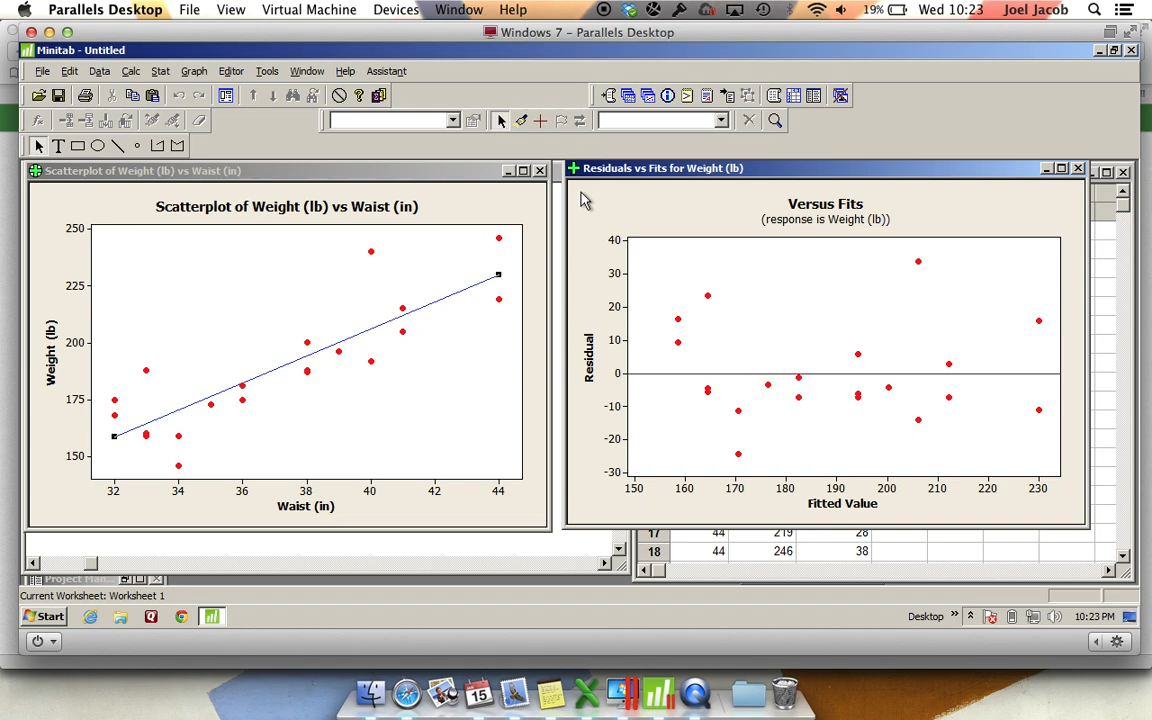 Parallels Desktop File View Virtual Machine Devices Window Help 19% Wed 10:23 Joel Jacob
Windows 7 – Parallels Desktop
Minitab - Untitled
File Edit Data Calc Stat Graph Editor Tools Window Help Assistant
Scatterplot of Weight (lb) vs Waist (in)
Scatterplot of Weight (lb) vs Waist (in)
250
225
200
175
150
Weight (lb)
32 34 36 38 40 42 44
Waist (in)
Residuals vs Fits for Weight (lb)
Versus Fits
(response is Weight (lb))
40
30
20
10
0
-10
-20
-30
Residual
150 160 170 180 190 200 210 220 230
Fitted Value
17 44 219 28
18 44 246 38
Project Man...
Current Worksheet: Worksheet 1
Start Desktop 10:23 PM
15